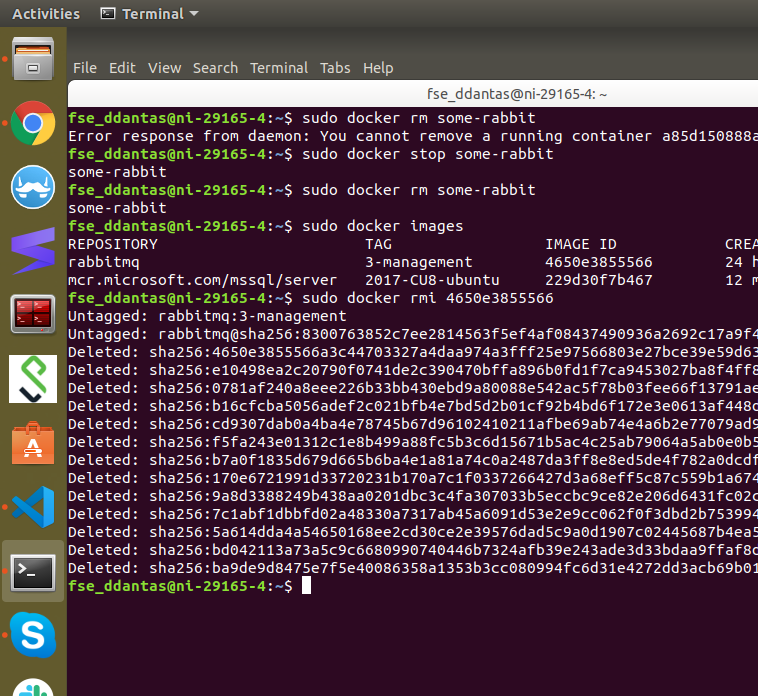 Activities Terminal
File Edit View Search Terminal Tabs Help
fse_ddantas@ni-29165-4: ~
fse_ddantas@ni-29165-4:~$ sudo docker rm some-rabbit
Error response from daemon: You cannot remove a running container a85d150888a
fse_ddantas@ni-29165-4:~$ sudo docker stop some-rabbit
some-rabbit
fse_ddantas@ni-29165-4:~$ sudo docker rm some-rabbit
some-rabbit
fse_ddantas@ni-29165-4:~$ sudo docker images
REPOSITORY TAG IMAGE ID CREA
rabbitmq 3-management 4650e3855566 24 h
mcr.microsoft.com/mssql/server 2017-CU8-ubuntu 229d30f7b467 12 m
fse_ddantas@ni-29165-4:~$ sudo docker rmi 4650e3855566
Untagged: rabbitmq:3-management
Untagged: rabbitmq@sha256:8300763852c7ee2814563f5ef4af08437490936a2692c17a9f4
Deleted: sha256:4650e3855566a3c44703327a4daa974a3fff25e97566803e27bce39e59d63
Deleted: sha256:e10498ea2c20790f0741de2c390470bffa896b0fd1f7ca9453027ba8f4ff8
Deleted: sha256:0781af240a8eee226b33bb430ebd9a80088e542ac5f78b03fee66f13791ae
Deleted: sha256:b16cfcba5056adef2c021bfb4e7bd5d2b01cf92b4bd6f172e3e0613af448c
Deleted: sha256:cd9307dab0a4ba4e78745b67d96102410211afbe69ab74e4a6b2e77079ad9
Deleted: sha256:f5fa243e01312c1e8b499a88fc5b3c6d15671b5ac4c25ab79064a5ab0e0b5
Deleted: sha256:b7a0f1835d679d665b6ba4e1a81a74c0a2487da3ff8e8ed5de4f782a0dcdf
Deleted: sha256:170e6721991d33720231b170a7c1f0337266427d3a68eff5c87c559b1a674
Deleted: sha256:9a8d3388249b438aa0201dbc3c4fa307033b5eccbc9ce82e206d6431fc02c
Deleted: sha256:7c1abf1dbbfd02a48330a7317ab45a6091d53e2e9cc062f0f3dbd2b753994
Deleted: sha256:5a614dda4a54650168ee2cd30ce2e39576dad5c9a0d1907c02445687b4ea5
Deleted: sha256:bd042113a73a5c9c6680990740446b7324afb39e243ade3d33bdaa9ffaf8c
Deleted: sha256:ba9de9d8475e7f5e40086358a1353b3cc080994fc6d31e4272dd3acb69b01
fse_ddantas@ni-29165-4:~$